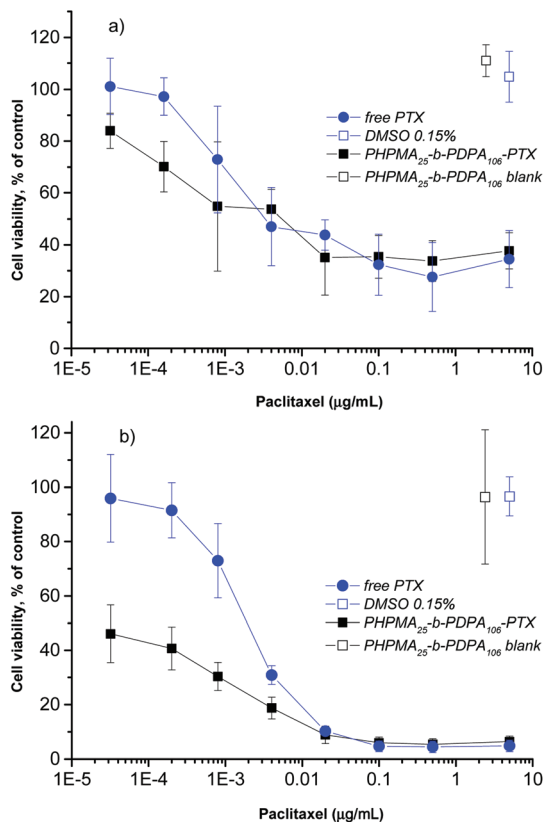 a)
120
100
80
60
40
20
0
Cell viability, % of control
free PTX
DMSO 0.15%
PHPMA25-b-PDPA106-PTX
PHPMA25-b-PDPA106 blank
1E-5 1E-4 1E-3 0.01 0.1 1 10
Paclitaxel (µg/mL)
b)
120
100
80
60
40
20
0
Cell viability, % of control
free PTX
DMSO 0.15%
PHPMA25-b-PDPA106-PTX
PHPMA25-b-PDPA106 blank
1E-5 1E-4 1E-3 0.01 0.1 1 10
Paclitaxel (µg/mL)